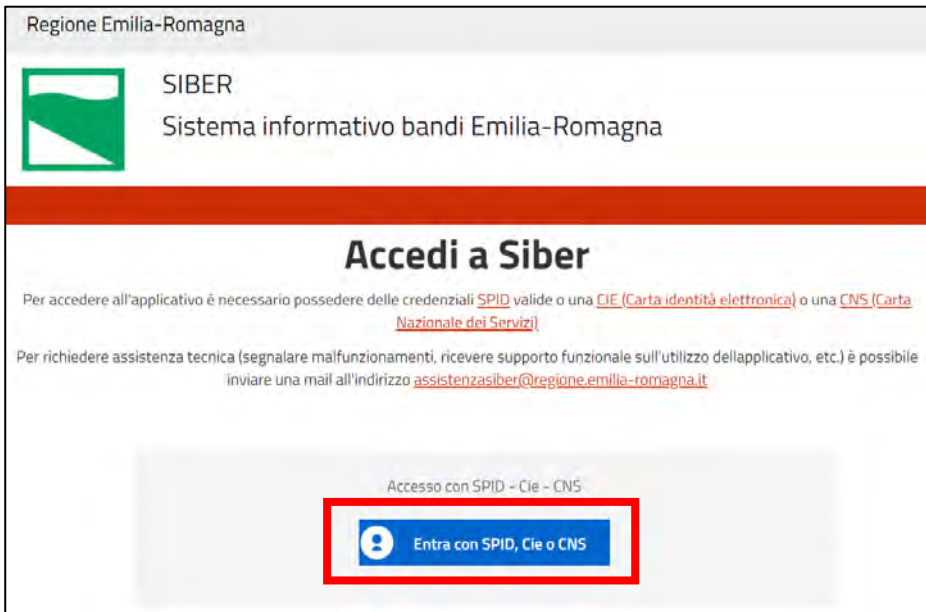 Regione Emilia-Romagna
SIBER
Sistema informativo bandi Emilia-Romagna
Accedi a Siber
Per accedere all'applicativo è necessario possedere delle credenziali SPID valide o una CIE (Carta identità elettronica) o una CNS (Carta
Nazionale dei Servizi)
Per richiedere assistenza tecnica (segnalare malfunzionamenti, ricevere supporto funzionale sull'utilizzo dellapplicativo, etc.) è possibile
inviare una mail all'indirizzo assistenzasiber@regione.emilia-romagna.it
Accesso con SPID - Cie - CNS
Entra con SPID, Cie o CNS